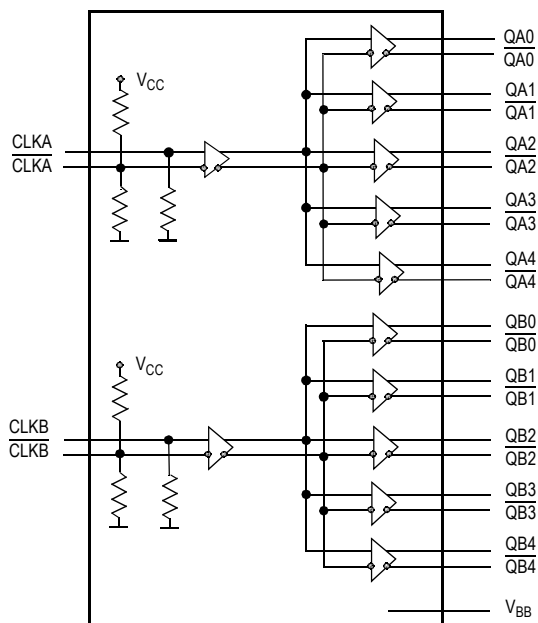 QA0
QA0
VCC
QA1
QA1
CLKA
CLKA
QA2
QA2
QA3
QA3
QA4
QA4
QB0
QB0
VCC
QB1
QB1
CLKB
CLKB
QB2
QB2
QB3
QB3
QB4
QB4
VBB